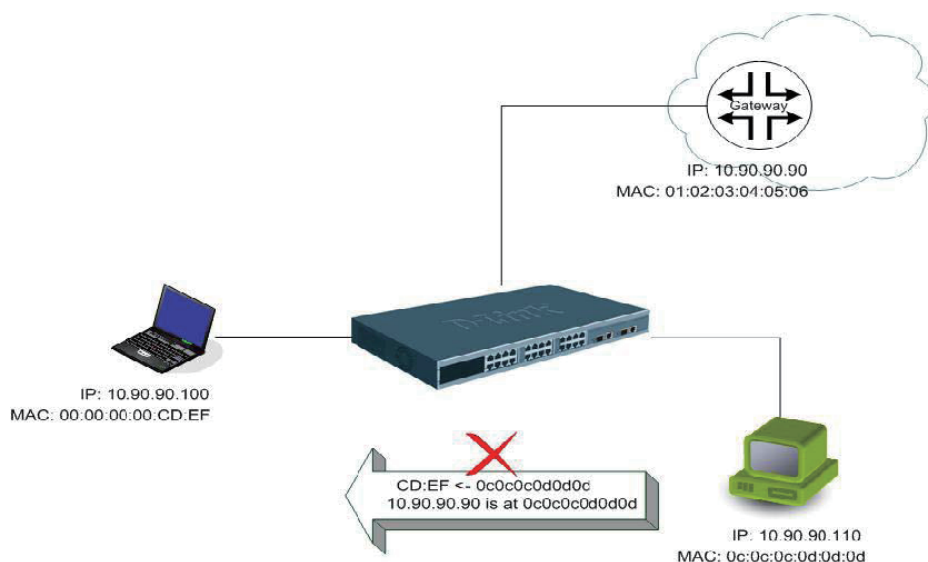 Gateway
IP: 10.90.90.90
MAC: 01:02:03:04:05:06
D-Link
IP: 10.90.90.100
MAC: 00:00:00:00:CD:EF
CD:EF <- 0c0c0c0d0d0d
10.90.90.90 is at 0c0c0c0d0d0d
IP: 10.90.90.110
MAC: 0c:0c:0c:0d:0d:0d